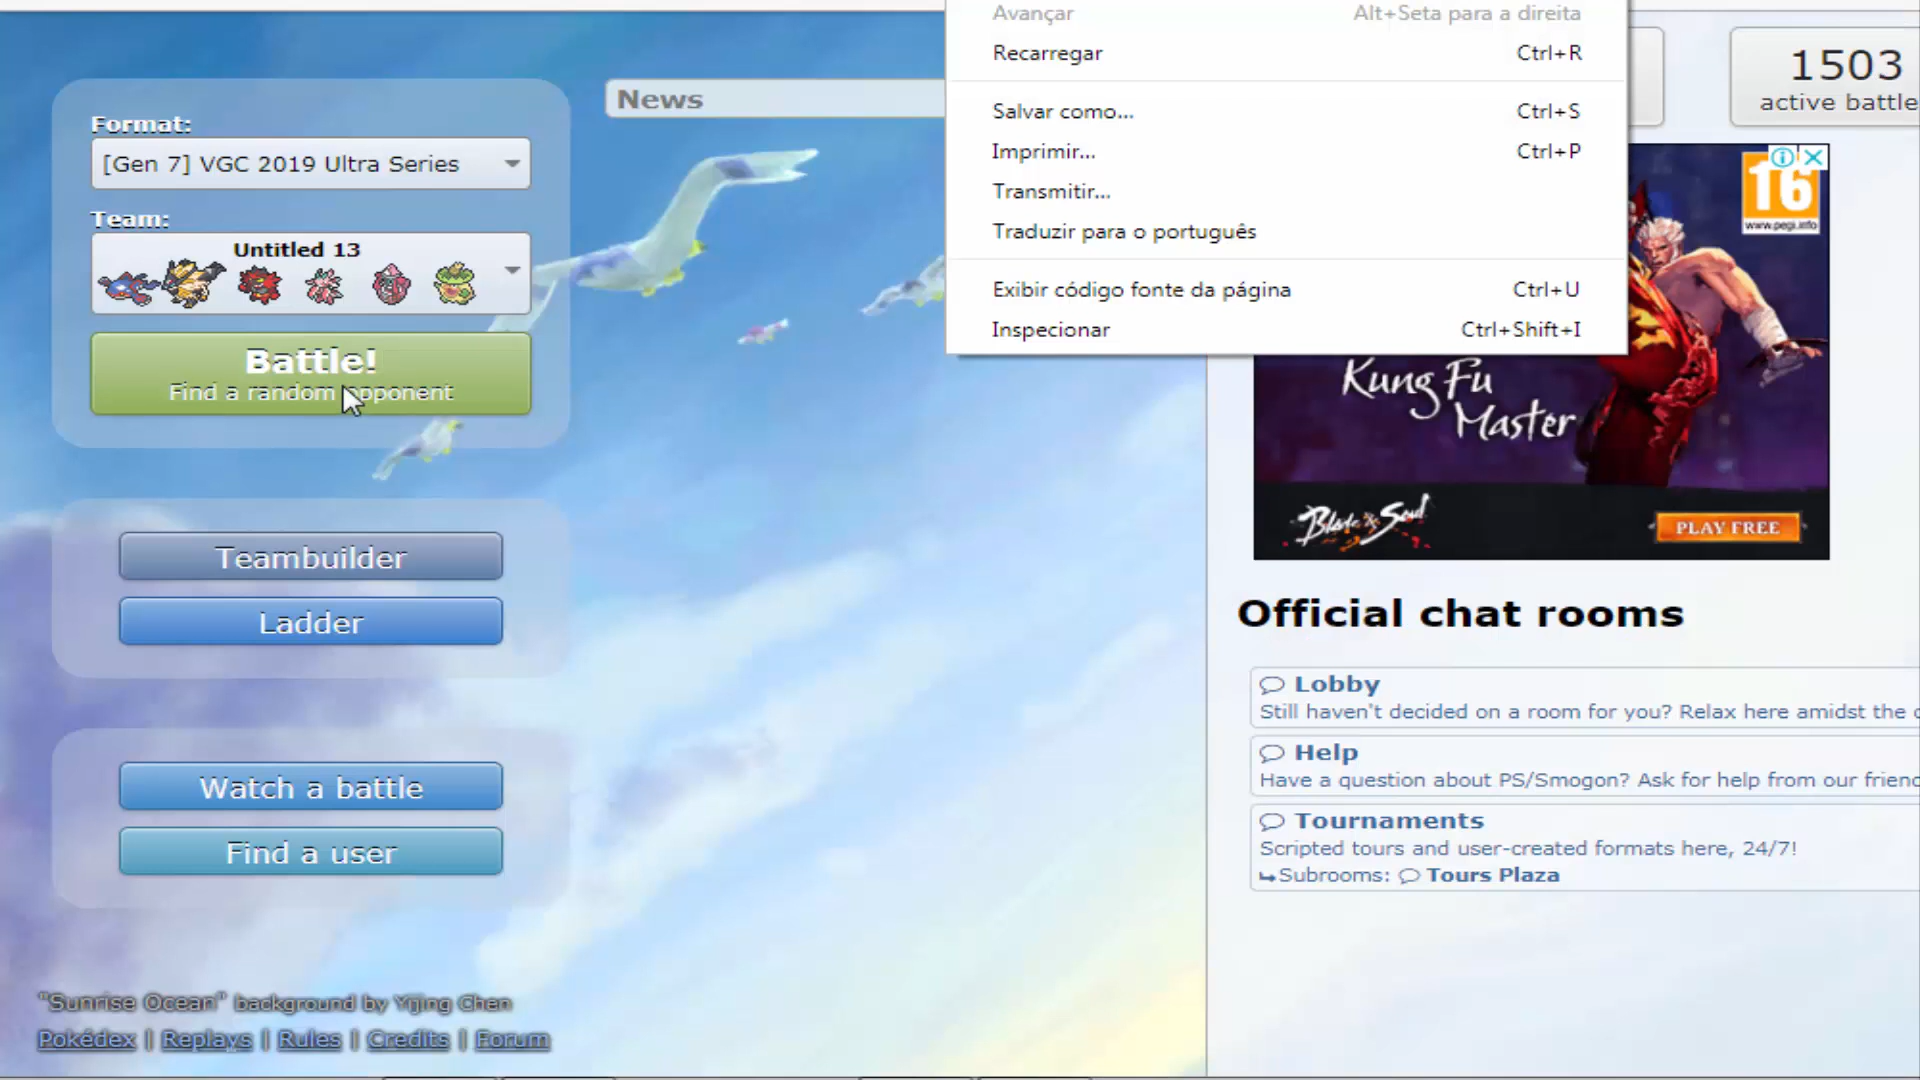 Format:
[Gen 7] VGC 2019 Ultra Series
Team:
Untitled 13
Battle!
Find a random opponent
Teambuilder
Ladder
Watch a battle
Find a user
"Sunrise Ocean" background by Yijing Chen
Pokédex | Replays | Rules | Credits | Forum
News
Avançar Alt+Seta para a direita
Recarregar Ctrl+R
Salvar como... Ctrl+S
Imprimir... Ctrl+P
Transmitir...
Traduzir para o português
Exibir código fonte da página Ctrl+U
Inspecionar Ctrl+Shift+I
1503
active battle
16
www.pegi.info
Kung Fu
Master
Blade & Soul
PLAY FREE
Official chat rooms
Lobby
Still haven't decided on a room for you? Relax here amidst the
Help
Have a question about PS/Smogon? Ask for help from our frien
Tournaments
Scripted tours and user-created formats here, 24/7!
Subrooms: Tours Plaza